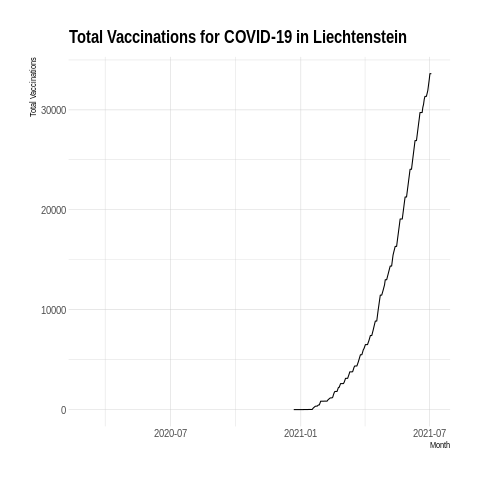 Total Vaccinations for COVID-19 in Liechtenstein
Total Vaccinations
30000
20000
10000
0
2020-07 2021-01 2021-07
Month